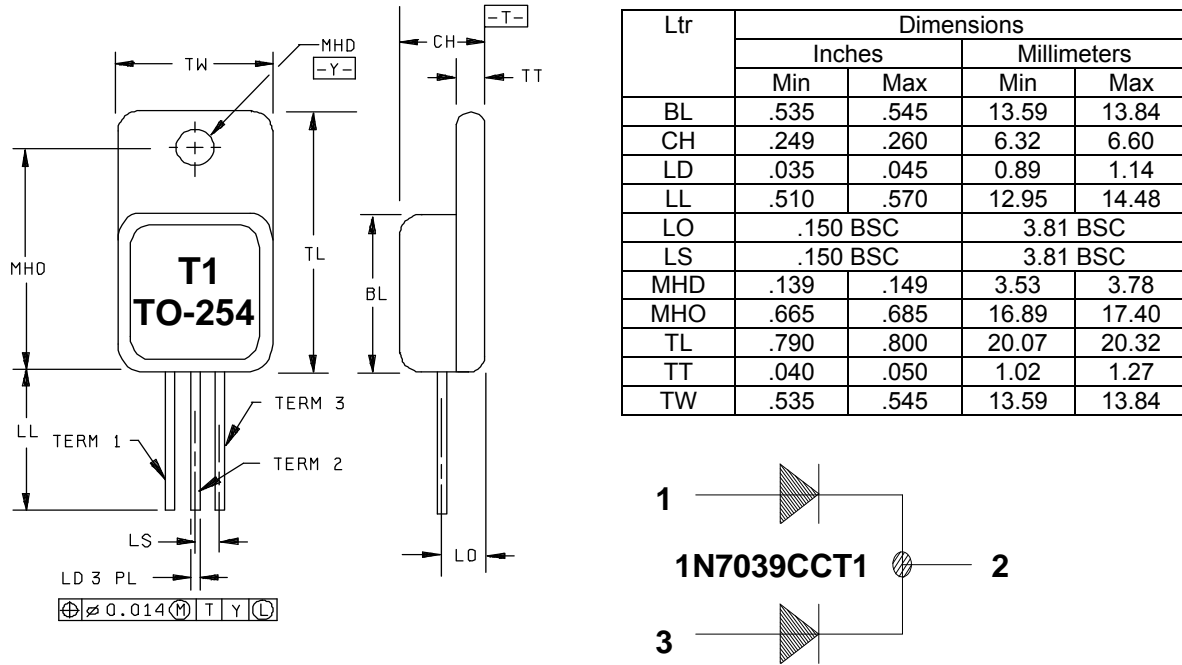 CH
-T-
MHD
-Y-
TW
TT
MHO
TL
BL
T1
TO-254
LL
TERM 1
TERM 3
TERM 2
LS
LO
LD 3 PL
⌖ ⌀ 0.014 Ⓜ T Y Ⓛ
Ltr Dimensions
Inches Millimeters
Min Max Min Max
BL .535 .545 13.59 13.84
CH .249 .260 6.32 6.60
LD .035 .045 0.89 1.14
LL .510 .570 12.95 14.48
LO .150 BSC 3.81 BSC
LS .150 BSC 3.81 BSC
MHD .139 .149 3.53 3.78
MHO .665 .685 16.89 17.40
TL .790 .800 20.07 20.32
TT .040 .050 1.02 1.27
TW .535 .545 13.59 13.84
1
1N7039CCT1 2
3